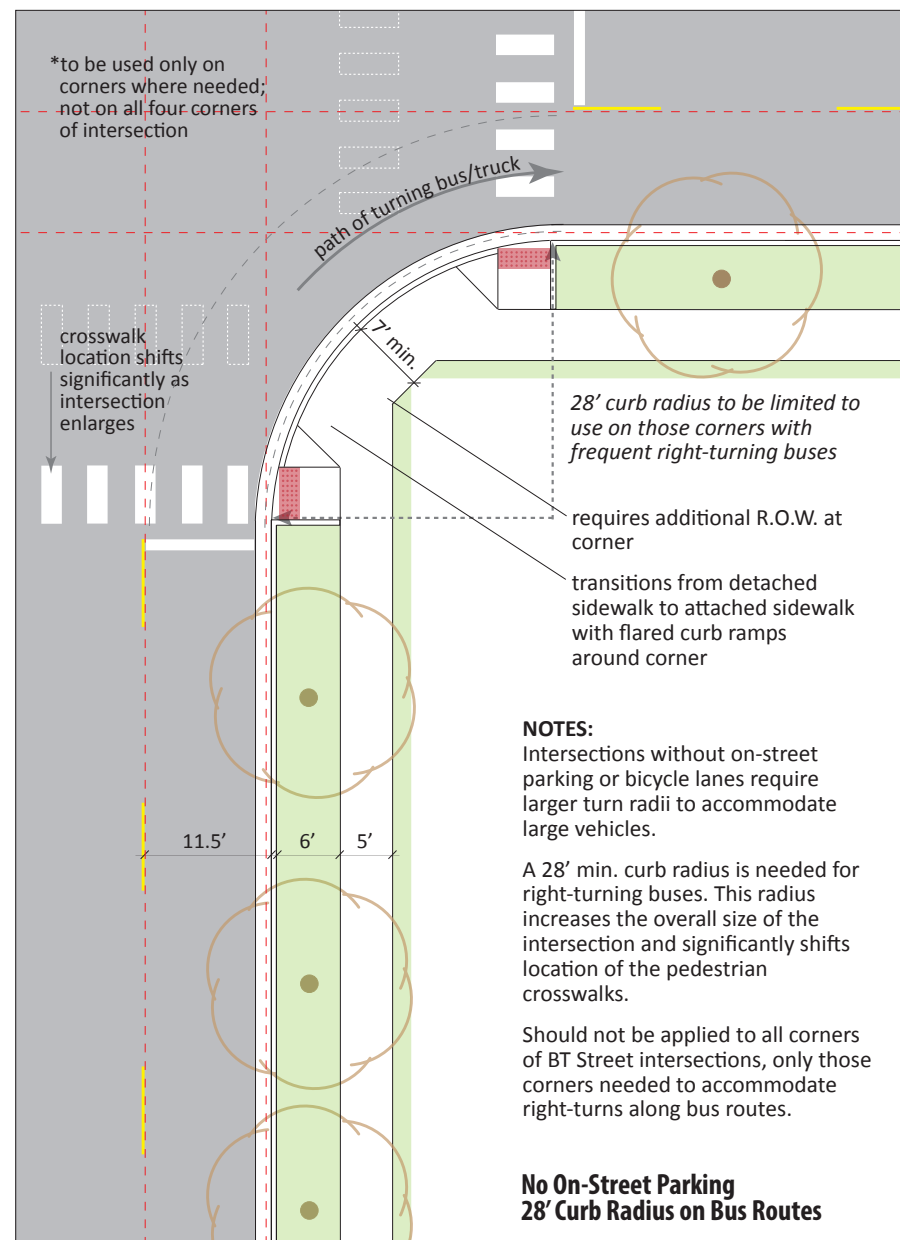 *to be used only on
corners where needed;
not on all four corners
of intersection
path of turning bus/truck
crosswalk
location shifts
significantly as
intersection
enlarges
7’ min.
28’ curb radius to be limited to
use on those corners with
frequent right-turning buses
requires additional R.O.W. at
corner
transitions from detached
sidewalk to attached sidewalk
with flared curb ramps
around corner
11.5’ 6’ 5’
NOTES:
Intersections without on-street
parking or bicycle lanes require
larger turn radii to accommodate
large vehicles.
A 28’ min. curb radius is needed for
right-turning buses. This radius
increases the overall size of the
intersection and significantly shifts
location of the pedestrian
crosswalks.
Should not be applied to all corners
of BT Street intersections, only those
corners needed to accommodate
right-turns along bus routes.
No On-Street Parking
28’ Curb Radius on Bus Routes